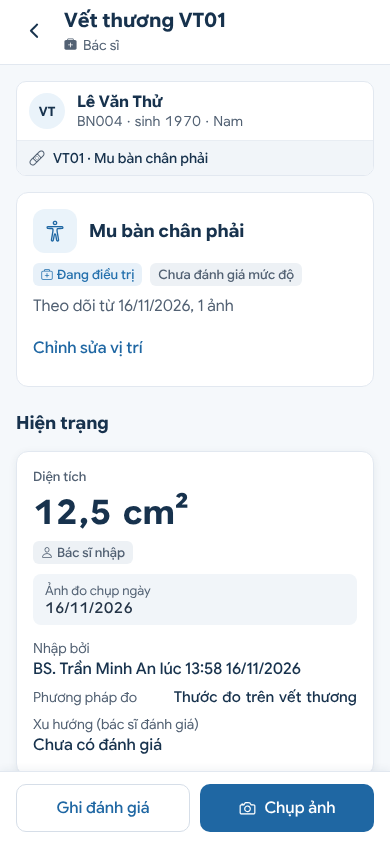 Vết thương VT01
Bác sĩ
VT
Lê Văn Thử
BN004 · sinh 1970 · Nam
VT01 · Mu bàn chân phải
Mu bàn chân phải
Đang điều trị
Chưa đánh giá mức độ
Theo dõi từ 16/11/2026, 1 ảnh
Chỉnh sửa vị trí
Hiện trạng
Diện tích
12,5 cm²
Bác sĩ nhập
Ảnh đo chụp ngày
16/11/2026
Nhập bởi
BS. Trần Minh An lúc 13:58 16/11/2026
Phương pháp đo Thước đo trên vết thương
Xu hướng (bác sĩ đánh giá)
Chưa có đánh giá
Ghi đánh giá
Chụp ảnh